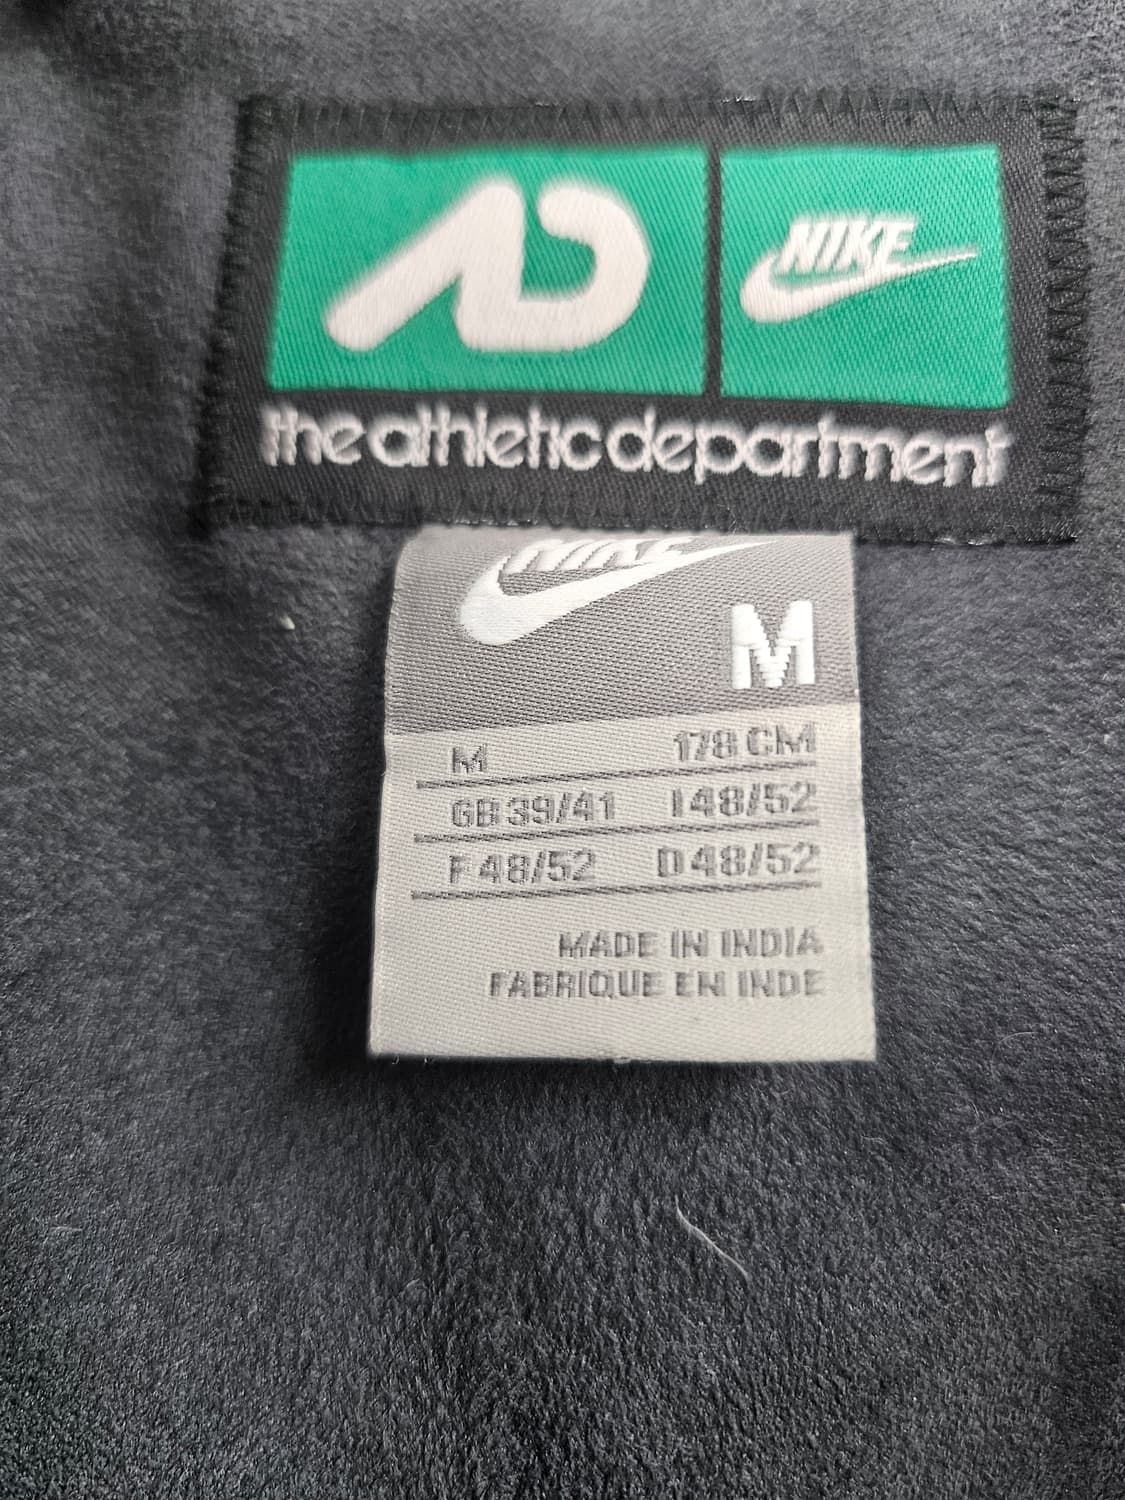 AD NIKE
the athletic department
NIKE
M
M 178 CM
GB 39/41 I 48/52
F 48/52 D 48/52
MADE IN INDIA
FABRIQUE EN INDE